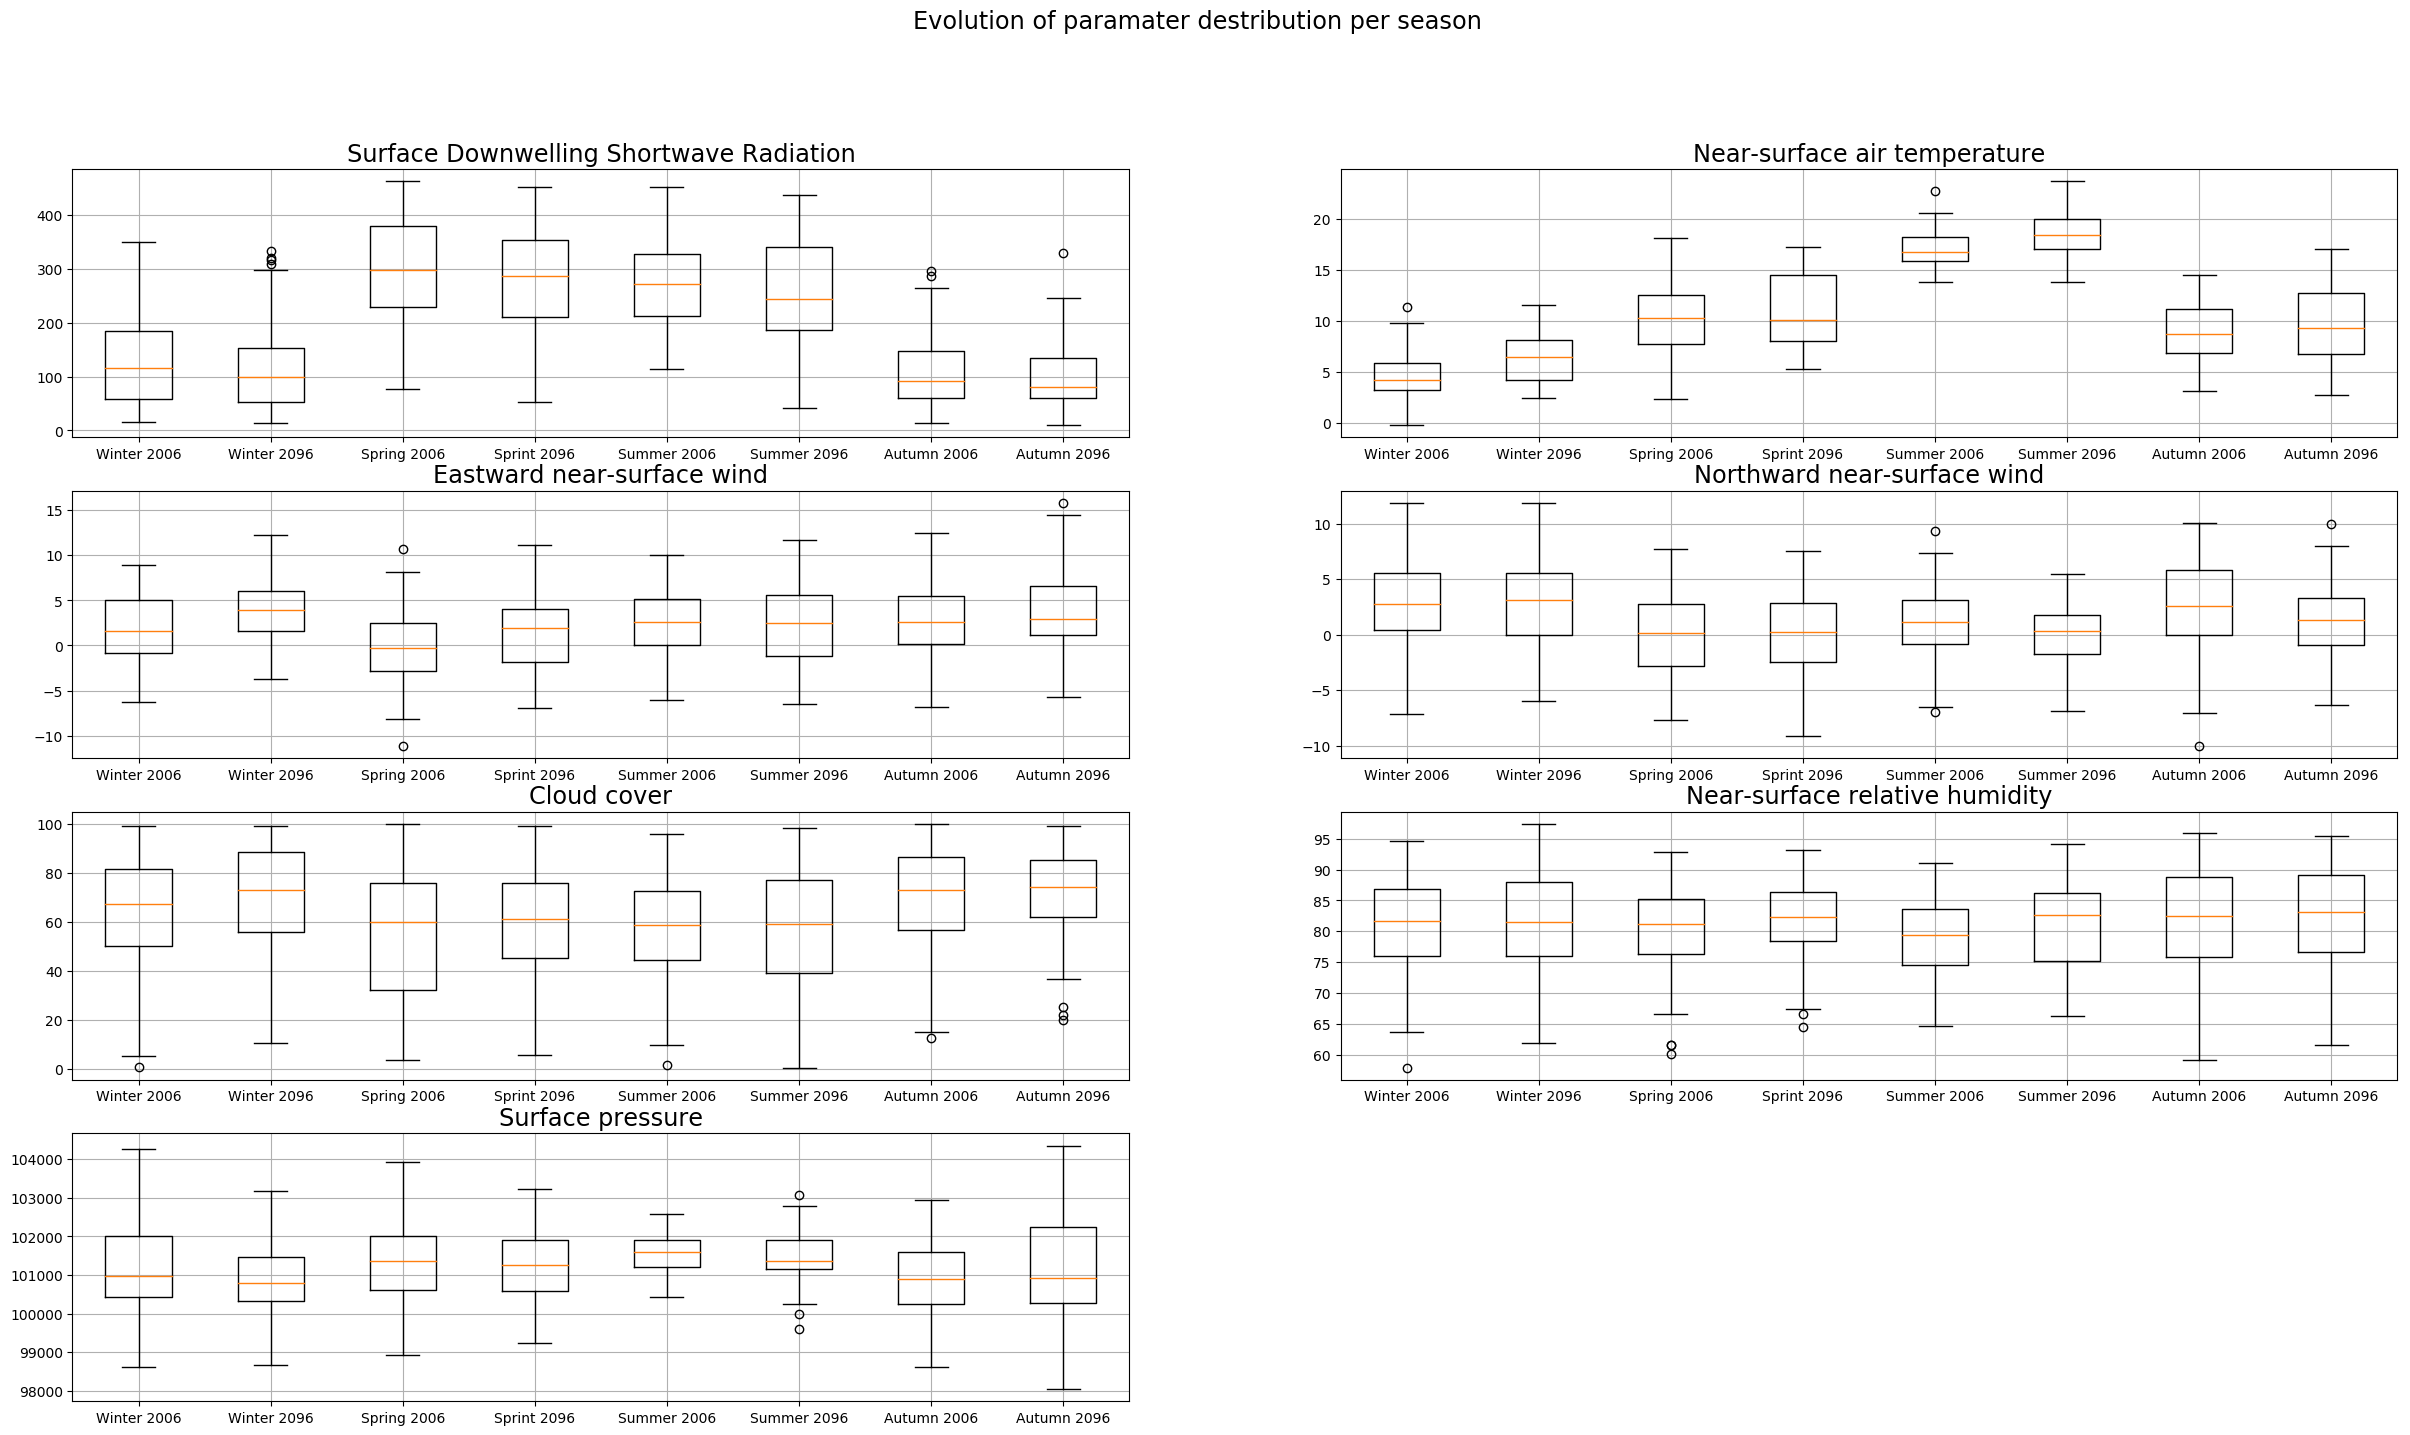 Evolution of paramater destribution per season
Surface Downwelling Shortwave Radiation
400
300
200
100
0
Winter 2006 Winter 2096 Spring 2006 Sprint 2096 Summer 2006 Summer 2096 Autumn 2006 Autumn 2096
Near-surface air temperature
20
15
10
5
0
Winter 2006 Winter 2096 Spring 2006 Sprint 2096 Summer 2006 Summer 2096 Autumn 2006 Autumn 2096
Eastward near-surface wind
15
10
5
0
−5
−10
Winter 2006 Winter 2096 Spring 2006 Sprint 2096 Summer 2006 Summer 2096 Autumn 2006 Autumn 2096
Northward near-surface wind
10
5
0
−5
−10
Winter 2006 Winter 2096 Spring 2006 Sprint 2096 Summer 2006 Summer 2096 Autumn 2006 Autumn 2096
Cloud cover
100
80
60
40
20
0
Winter 2006 Winter 2096 Spring 2006 Sprint 2096 Summer 2006 Summer 2096 Autumn 2006 Autumn 2096
Near-surface relative humidity
95
90
85
80
75
70
65
60
Winter 2006 Winter 2096 Spring 2006 Sprint 2096 Summer 2006 Summer 2096 Autumn 2006 Autumn 2096
Surface pressure
104000
103000
102000
101000
100000
99000
98000
Winter 2006 Winter 2096 Spring 2006 Sprint 2096 Summer 2006 Summer 2096 Autumn 2006 Autumn 2096